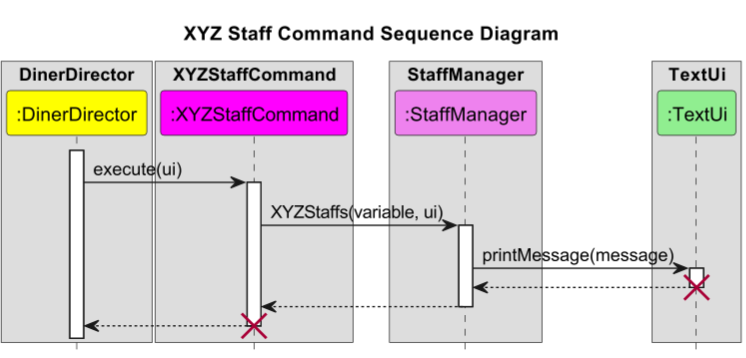 XYZ Staff Command Sequence Diagram
DinerDirector
XYZStaffCommand
StaffManager
TextUi
:DinerDirector
:XYZStaffCommand
:StaffManager
:TextUi
execute(ui)
XYZStaffs(variable, ui)
printMessage(message)